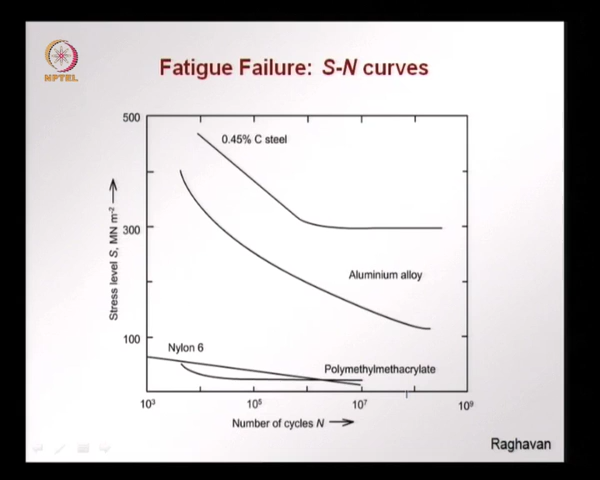 NPTEL
Fatigue Failure: S-N curves
500
0.45% C steel
300
Stress level S, MN m⁻²
Aluminium alloy
100
Nylon 6
Polymethylmethacrylate
10³ 10⁵ 10⁷ 10⁹
Number of cycles N
Raghavan